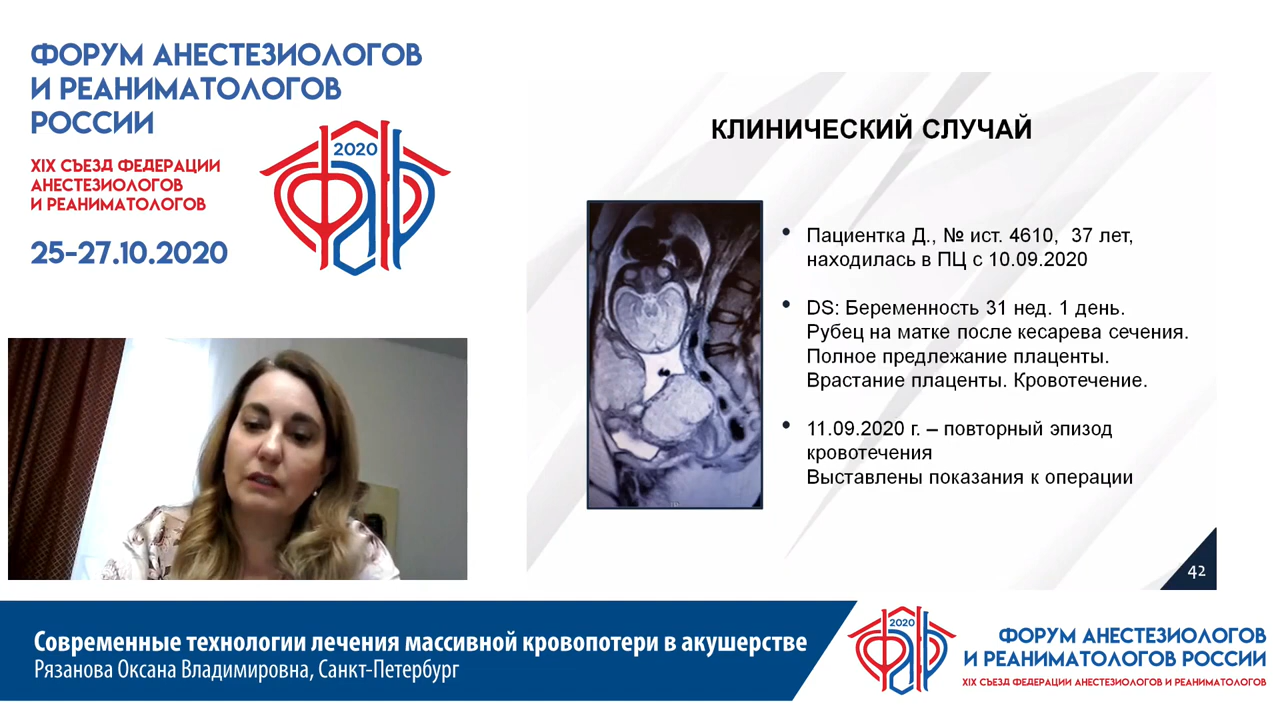 ФОРУМ АНЕСТЕЗИОЛОГОВ
И РЕАНИМАТОЛОГОВ
РОССИИ
XIX СЪЕЗД ФЕДЕРАЦИИ
АНЕСТЕЗИОЛОГОВ
И РЕАНИМАТОЛОГОВ
25-27.10.2020
2020
ФАР
КЛИНИЧЕСКИЙ СЛУЧАЙ
• Пациентка Д., № ист. 4610, 37 лет,
находилась в ПЦ с 10.09.2020
• DS: Беременность 31 нед. 1 день.
Рубец на матке после кесарева сечения.
Полное предлежание плаценты.
Врастание плаценты. Кровотечение.
• 11.09.2020 г. – повторный эпизод
кровотечения
Выставлены показания к операции
42
Современные технологии лечения массивной кровопотери в акушерстве
Рязанова Оксана Владимировна, Санкт-Петербург
2020
ФАР
ФОРУМ АНЕСТЕЗИОЛОГОВ
И РЕАНИМАТОЛОГОВ РОССИИ
XIX СЪЕЗД ФЕДЕРАЦИИ АНЕСТЕЗИОЛОГОВ И РЕАНИМАТОЛОГОВ